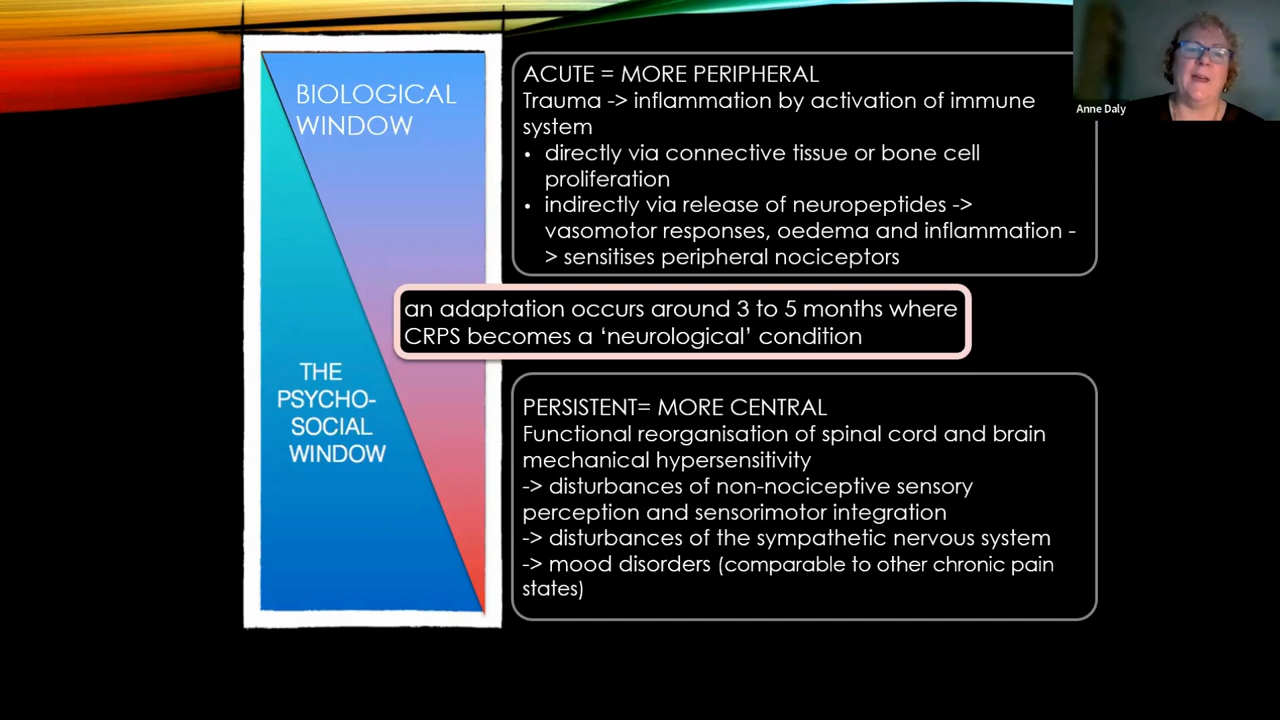 BIOLOGICAL
WINDOW
THE
PSYCHO-
SOCIAL
WINDOW
ACUTE = MORE PERIPHERAL
Trauma -> inflammation by activation of immune
system
• directly via connective tissue or bone cell
proliferation
• indirectly via release of neuropeptides ->
vasomotor responses, oedema and inflammation -
> sensitises peripheral nociceptors
an adaptation occurs around 3 to 5 months where
CRPS becomes a ‘neurological’ condition
PERSISTENT= MORE CENTRAL
Functional reorganisation of spinal cord and brain
mechanical hypersensitivity
-> disturbances of non-nociceptive sensory
perception and sensorimotor integration
-> disturbances of the sympathetic nervous system
-> mood disorders (comparable to other chronic pain
states)
Anne Daly